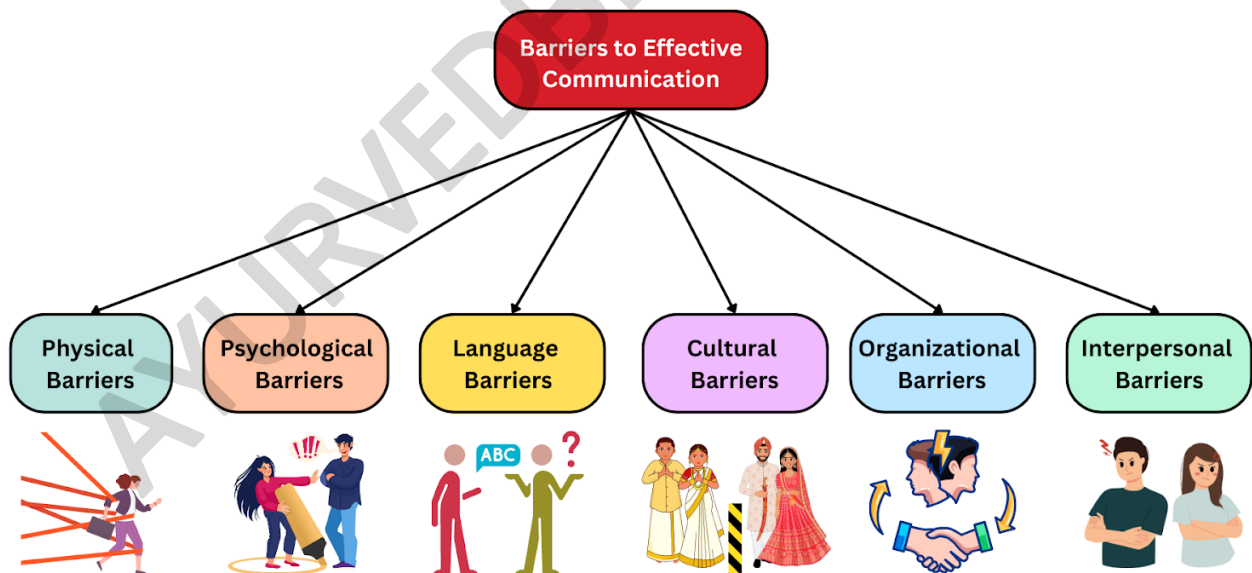 Barriers to Effective
Communication
Physical
Barriers
Psychological
Barriers
Language
Barriers
Cultural
Barriers
Organizational
Barriers
Interpersonal
Barriers
!!!
ABC
?